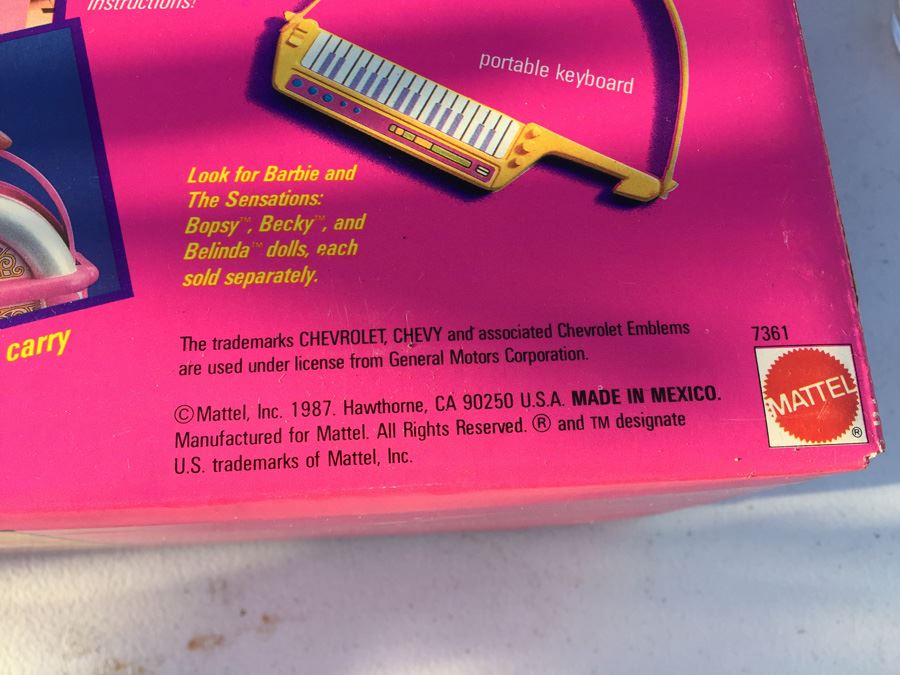 instructions!
portable keyboard
Look for Barbie and
The Sensations:
Bopsy™, Becky™, and
Belinda™ dolls, each
sold separately.
carry
The trademarks CHEVROLET, CHEVY and associated Chevrolet Emblems
are used under license from General Motors Corporation.
7361
MATTEL®
©Mattel, Inc. 1987. Hawthorne, CA 90250 U.S.A. MADE IN MEXICO.
Manufactured for Mattel. All Rights Reserved. ® and TM designate
U.S. trademarks of Mattel, Inc.